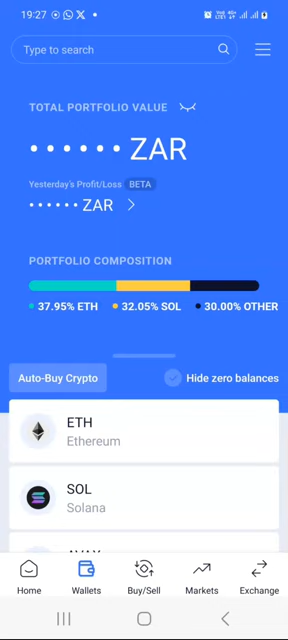 19:27
Type to search
TOTAL PORTFOLIO VALUE
ZAR
Yesterday's Profit/Loss BETA
ZAR
PORTFOLIO COMPOSITION
37.95% ETH 32.05% SOL 30.00% OTHER
Auto-Buy Crypto Hide zero balances
ETH
Ethereum
SOL
Solana
AVAX
Home Wallets Buy/Sell Markets Exchange